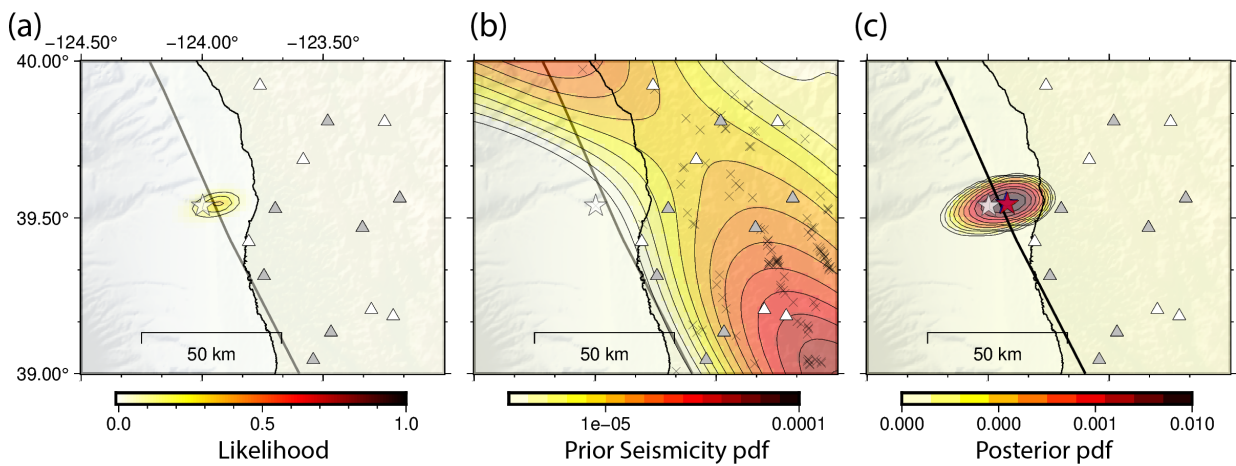 (a)
(b)
(c)
−124.50° −124.00° −123.50°
40.00°
39.50°
39.00°
50 km
50 km
50 km
0.0 0.5 1.0
Likelihood
1e−05 0.0001
Prior Seismicity pdf
0.000 0.000 0.001 0.010
Posterior pdf